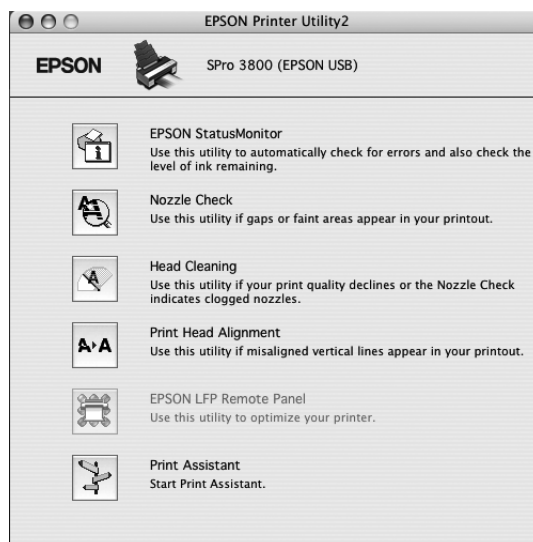 EPSON Printer Utility2
EPSON
SPro 3800 (EPSON USB)
EPSON StatusMonitor
Use this utility to automatically check for errors and also check the
level of ink remaining.
Nozzle Check
Use this utility if gaps or faint areas appear in your printout.
Head Cleaning
Use this utility if your print quality declines or the Nozzle Check
indicates clogged nozzles.
Print Head Alignment
Use this utility if misaligned vertical lines appear in your printout.
EPSON LFP Remote Panel
Use this utility to optimize your printer.
Print Assistant
Start Print Assistant.